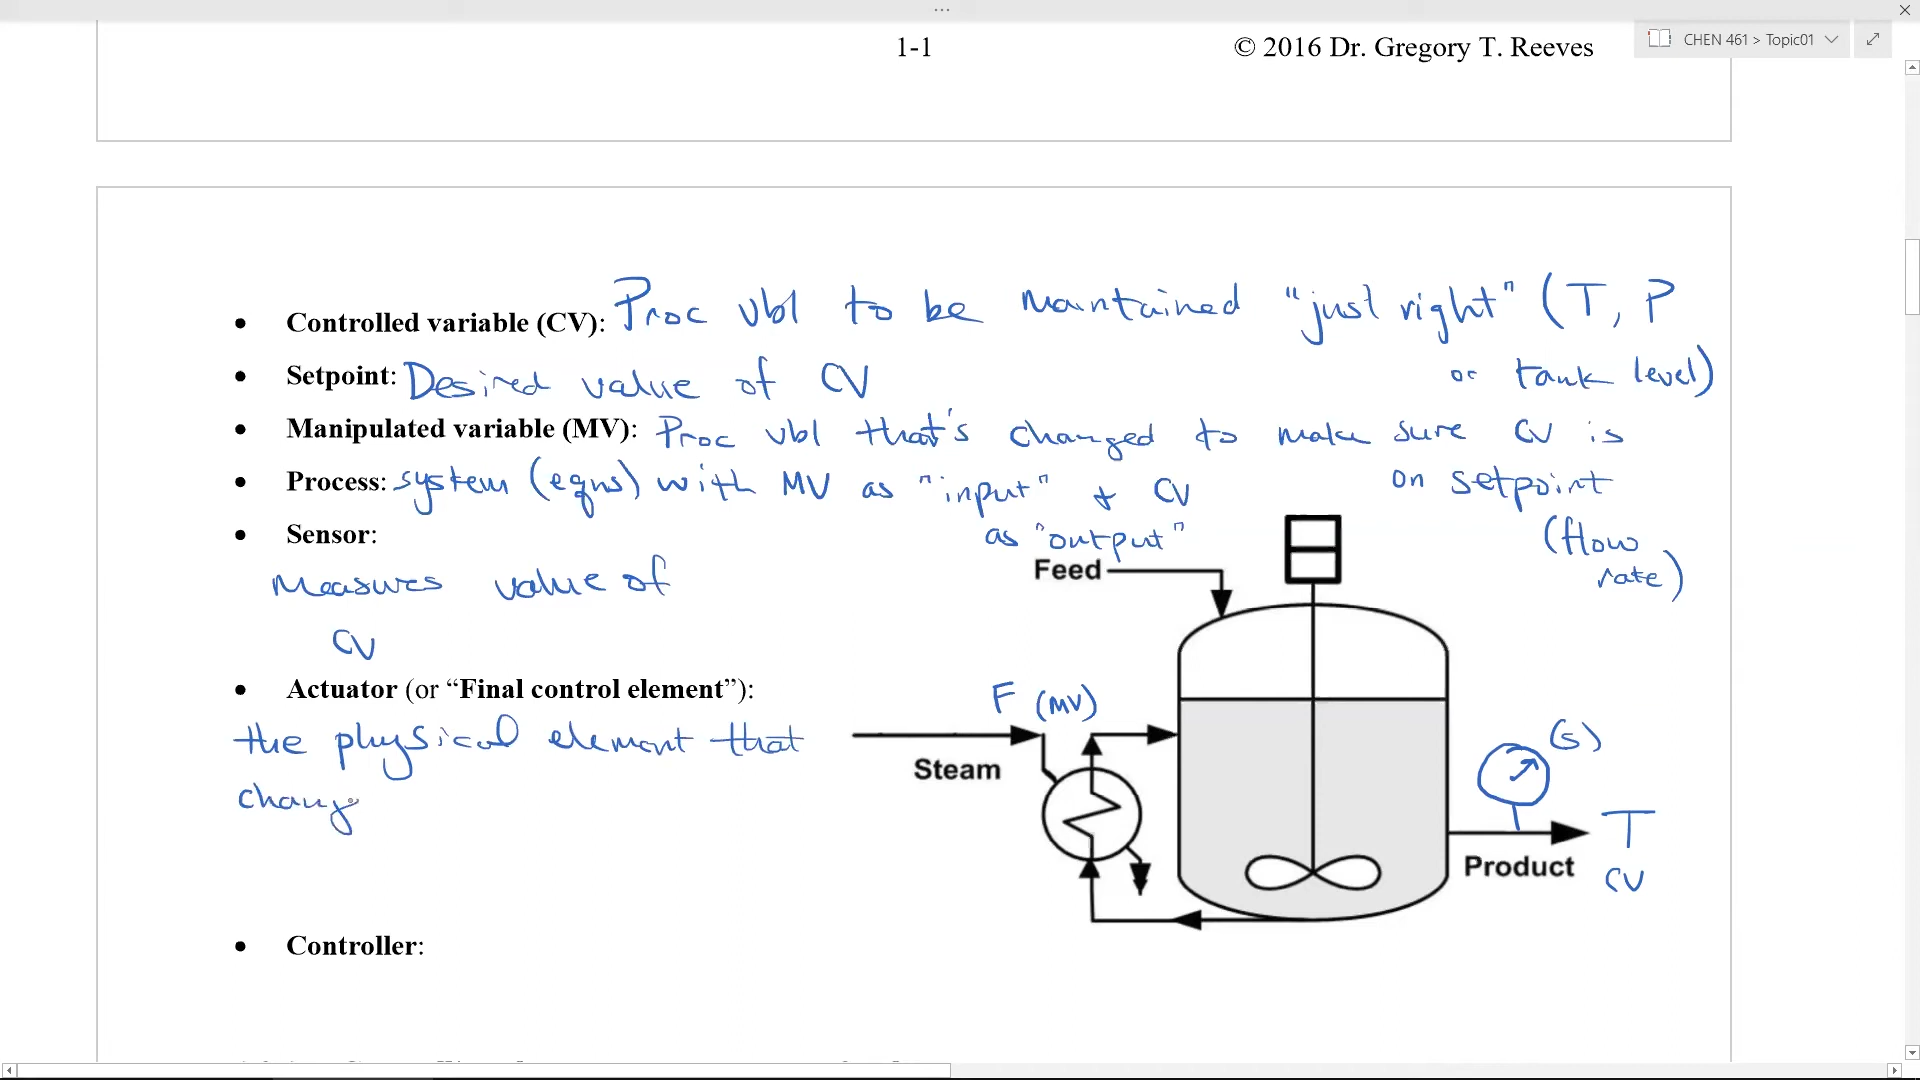 CHEN 461 > Topic01
1-1 © 2016 Dr. Gregory T. Reeves
• Controlled variable (CV): Proc vbl to be maintained "just right" (T, P
or tank level)
• Setpoint: Desired value of CV
• Manipulated variable (MV): Proc vbl that's changed to make sure CV is
on setpoint
(flow
rate)
• Process: system (eqns) with MV as "input" + CV
as "output"
• Sensor:
measures value of
CV
• Actuator (or “Final control element”):
the physical element that
chang
• Controller:
Feed
F (MV)
Steam
(S)
T
Product
CV